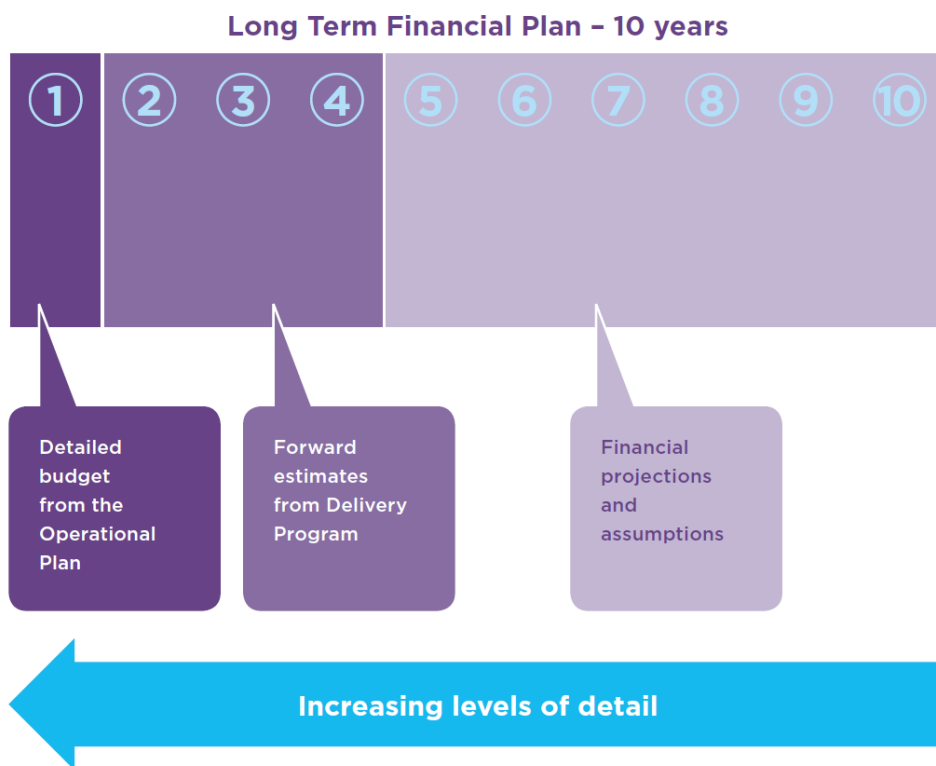 Long Term Financial Plan – 10 years
1 2 3 4 5 6 7 8 9 10
Detailed
budget
from the
Operational
Plan
Forward
estimates
from Delivery
Program
Financial
projections
and
assumptions
Increasing levels of detail